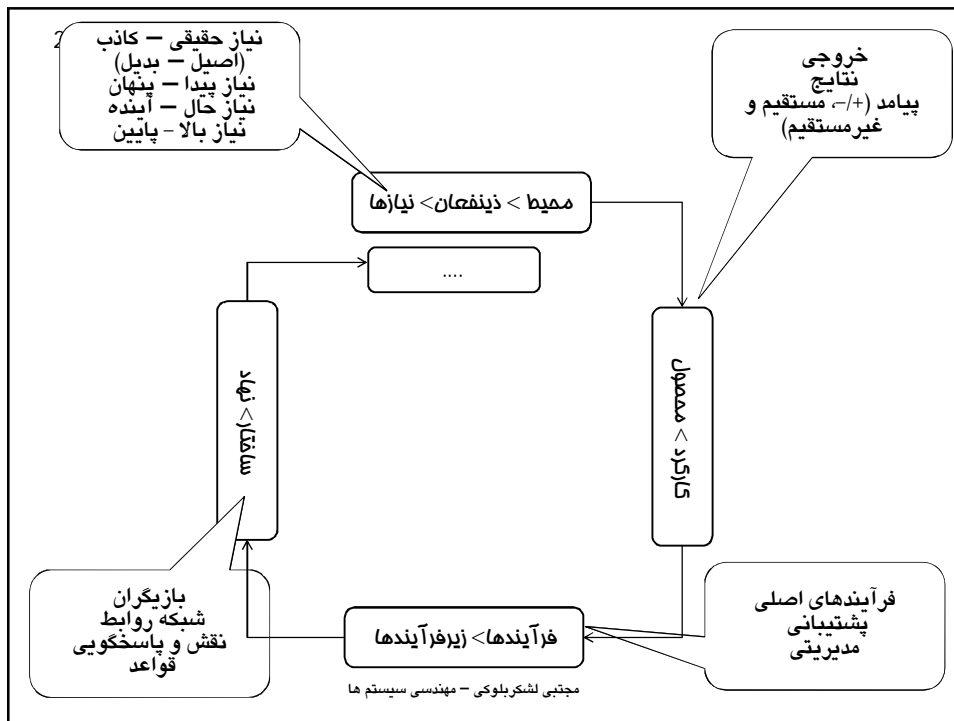 2
نیاز حقیقی – کاذب
(اصیل – بدیل)
نیاز پیدا – پنهان
نیاز حال – آینده
نیاز بالا – پایین
خروجی
نتایج
پیامد (+/-، مستقیم و
غیرمستقیم)
محیط > ذینفعان> نیازها
....
کارکرد > محصول
ساختار> نهاد
فرآیندها> زیرفرآیندها
بازیگران
شبکه روابط
نقش و پاسخگویی
قواعد
فرآیندهای اصلی
پشتیبانی
مدیریتی
مجتبی لشکربلوکی – مهندسی سیستم ها